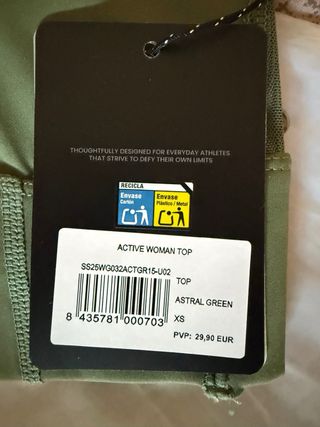 THOUGHTFULLY DESIGNED FOR EVERYDAY ATHLETES
THAT STRIVE TO DEFY THEIR OWN LIMITS
RECICLA
Envase
Cartón
Envase
Plástico / Metal
ACTIVE WOMAN TOP
SS25WG032ACTGR15-U02
TOP
ASTRAL GREEN
XS
8 435781 000703
PVP: 29,90 EUR